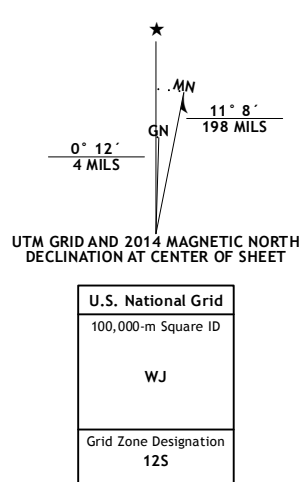 MN
GN
11° 8´
198 MILS
0° 12´
4 MILS
UTM GRID AND 2014 MAGNETIC NORTH
DECLINATION AT CENTER OF SHEET
U.S. National Grid
100,000-m Square ID
WJ
Grid Zone Designation
12S